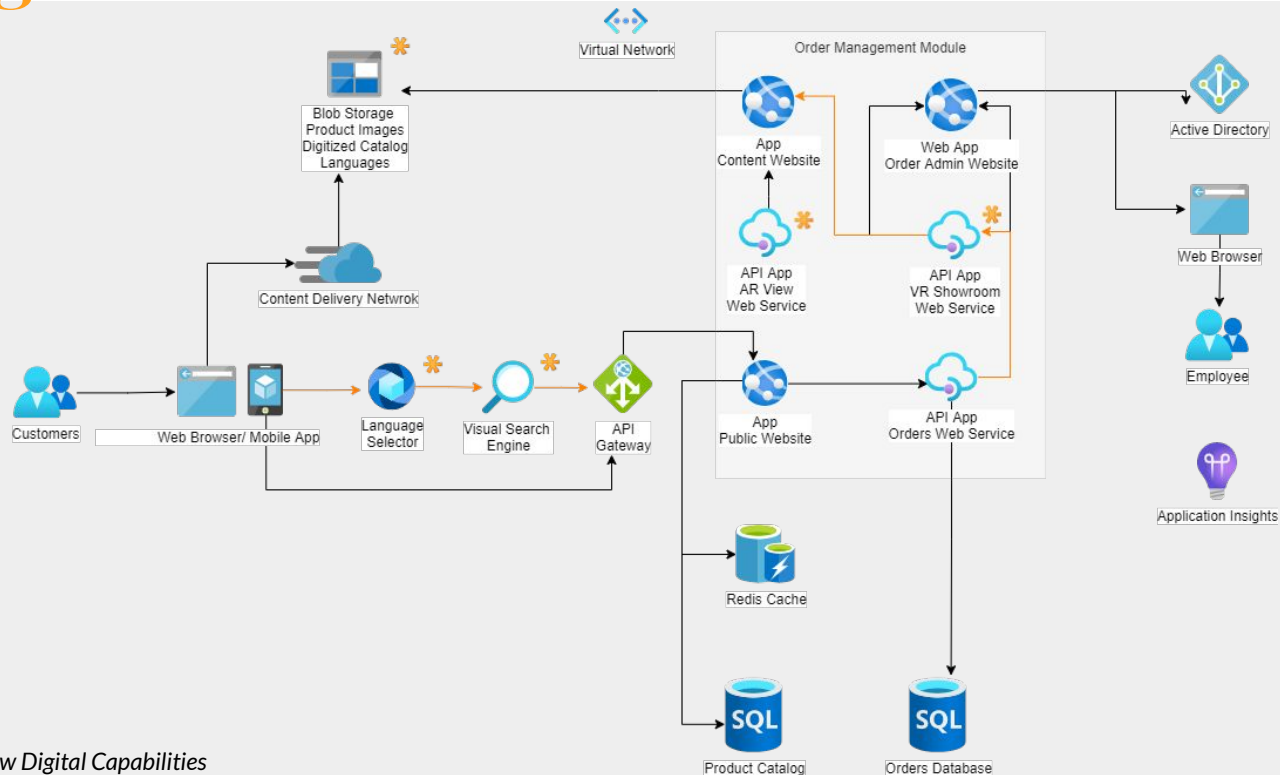 Virtual Network
Order Management Module
Blob Storage
Product Images
Digitized Catalog
Languages
App
Content Website
Web App
Order Admin Website
Active Directory
Content Delivery Netwrok
API App
AR View
Web Service
API App
VR Showroom
Web Service
Web Browser
Employee
Customers
Web Browser/ Mobile App
Language
Selector
Visual Search
Engine
API
Gateway
App
Public Website
API App
Orders Web Service
Application Insights
Redis Cache
SQL
Product Catalog
SQL
Orders Database
Digital Capabilities